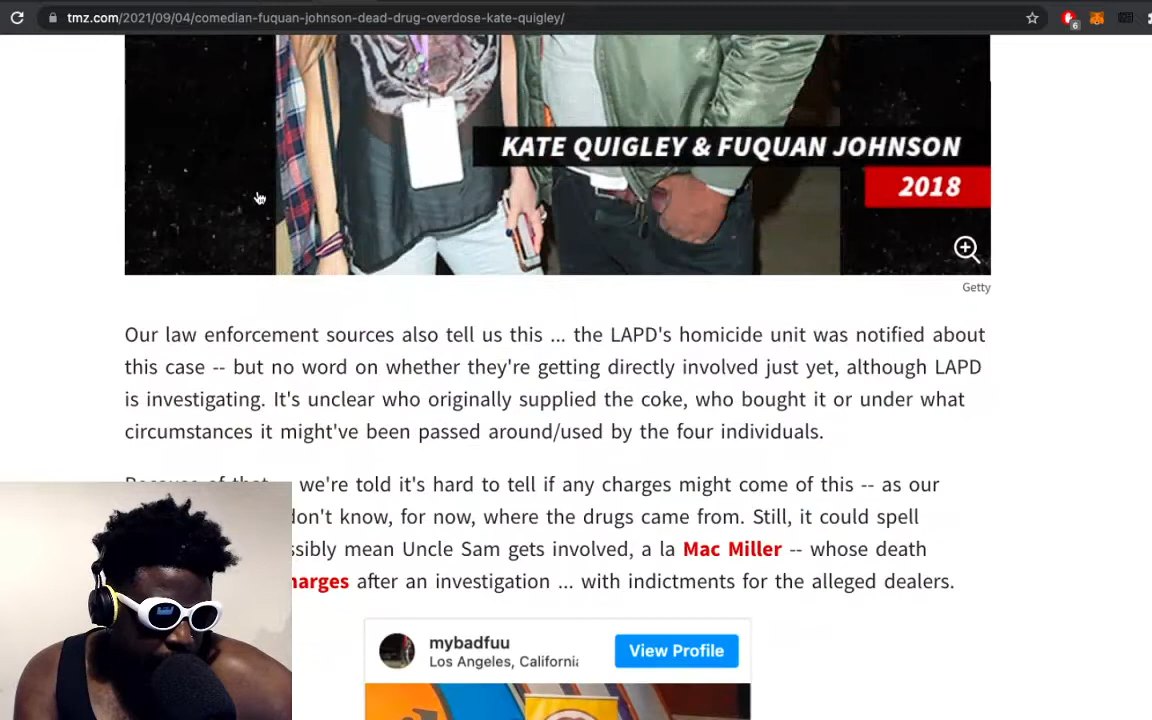 tmz.com/2021/09/04/comedian-fuquan-johnson-dead-drug-overdose-kate-quigley/
6
KATE QUIGLEY & FUQUAN JOHNSON
2018
Getty
Our law enforcement sources also tell us this ... the LAPD's homicide unit was notified about
this case -- but no word on whether they're getting directly involved just yet, although LAPD
is investigating. It's unclear who originally supplied the coke, who bought it or under what
circumstances it might've been passed around/used by the four individuals.
Because of that we're told it's hard to tell if any charges might come of this -- as our
don't know, for now, where the drugs came from. Still, it could spell
mean Uncle Sam gets involved, a la Mac Miller -- whose death
after an investigation ... with indictments for the alleged dealers.
mybadfuu
Los Angeles, California
View Profile